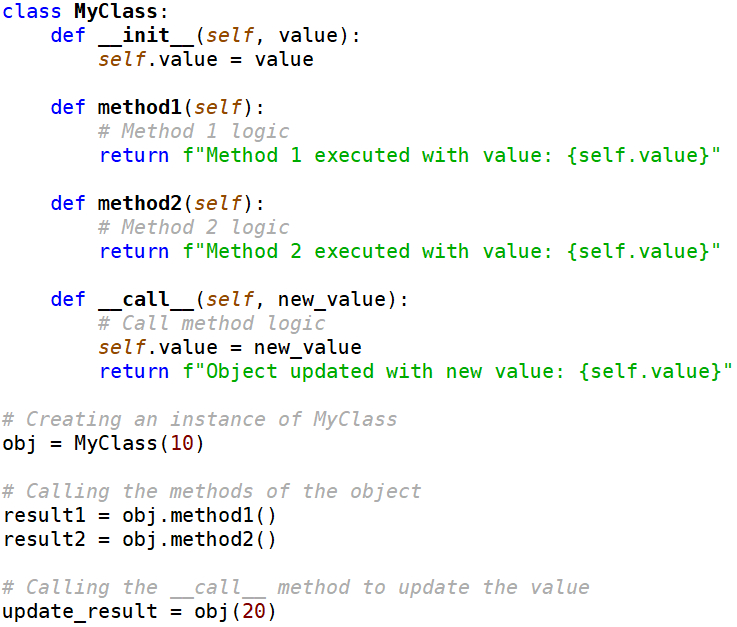 class MyClass:
    def __init__(self, value):
        self.value = value

    def method1(self):
        # Method 1 logic
        return f"Method 1 executed with value: {self.value}"

    def method2(self):
        # Method 2 logic
        return f"Method 2 executed with value: {self.value}"

    def __call__(self, new_value):
        # Call method logic
        self.value = new_value
        return f"Object updated with new value: {self.value}"

# Creating an instance of MyClass
obj = MyClass(10)

# Calling the methods of the object
result1 = obj.method1()
result2 = obj.method2()

# Calling the __call__ method to update the value
update_result = obj(20)